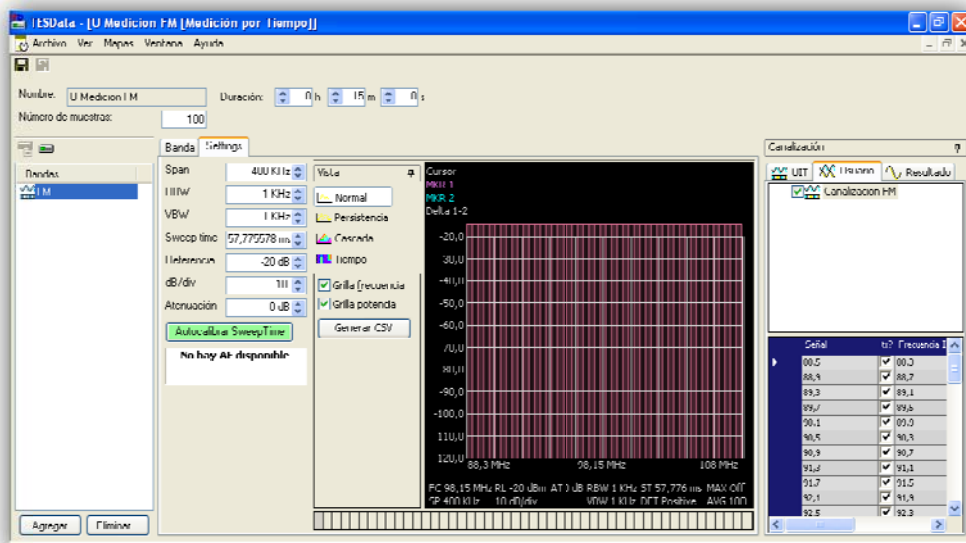 TESData - [U Medicion FM [Medición por Tiempo]]
Archivo Ver Mapas Ventana Ayuda
Nombre: U Medicion FM Duración: 0 h 15 m 0 s
Número de muestras: 100
Banda Settings
Canalización
Bandas
FM
Span 400 KHz
RBW 1 KHz
VBW 1 KHz
Sweep time 57,775578 ms
Referencia -20 dB
dB/div 10
Atenuación 0 dB
Autocalibrar SweepTime
No hay AF disponible
Vista
Normal
Persistencia
Cascada
Tiempo
Grilla frecuencia
Grilla potencia
Generar CSV
Cursor
MKR 1
MKR 2
Delta 1-2
-20,0
-30,0
-40,0
-50,0
-60,0
-70,0
-80,0
-90,0
-100,0
-110,0
-120,0
88,3 MHz 98,15 MHz 108 MHz
FC 98,15 MHz RL -20 dBm AT 0 dB RBW 1 KHz ST 57,776 ms MAX Off
SP 400 KHz 10 dB/div VBW 1 KHz DET Positive AVG 100
UIT Usuario Resultado
Canalizacion FM
Señal Frecuencia I
88,5 88,3
88,9 88,7
89,3 89,1
89,7 89,5
90,1 89,9
90,5 90,3
90,9 90,7
91,3 91,1
91,7 91,5
92,1 91,9
92,5 92,3
Agregar Eliminar